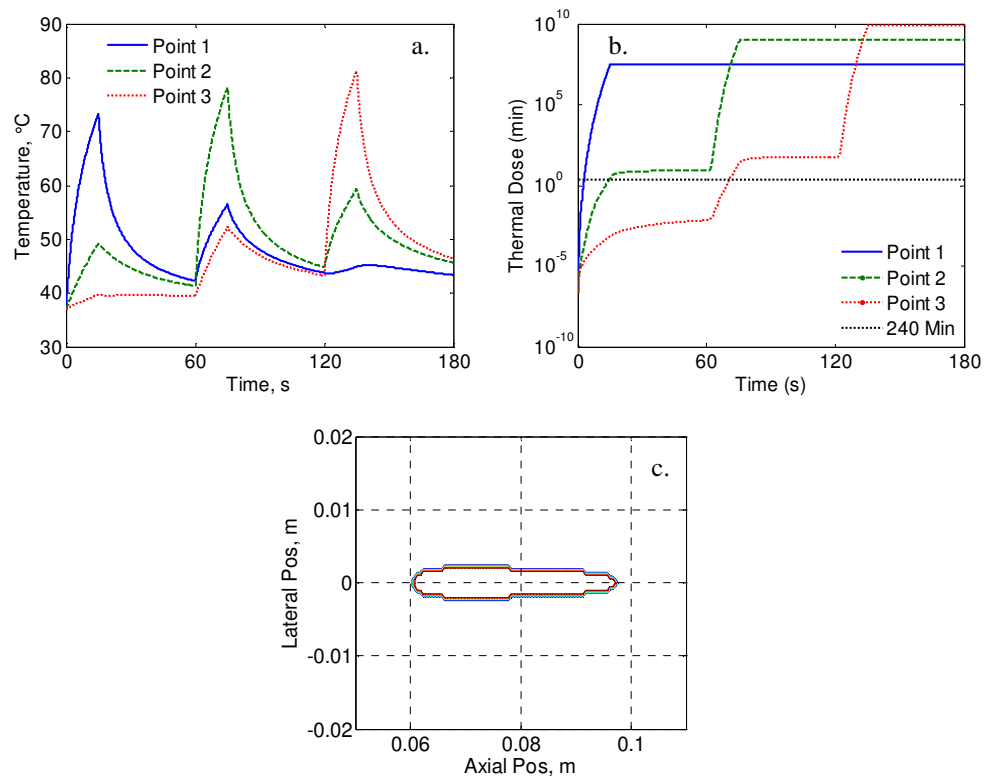 a.
90
80
70
60
50
40
30
Temperature, °C
Point 1
Point 2
Point 3
0
60
120
180
Time, s
b.
10^10
10^5
10^0
10^-5
10^-10
Thermal Dose (min)
Point 1
Point 2
Point 3
240 Min
0
60
120
180
Time (s)
c.
0.02
0.01
0
-0.01
-0.02
Lateral Pos, m
0.06
0.08
0.1
Axial Pos, m